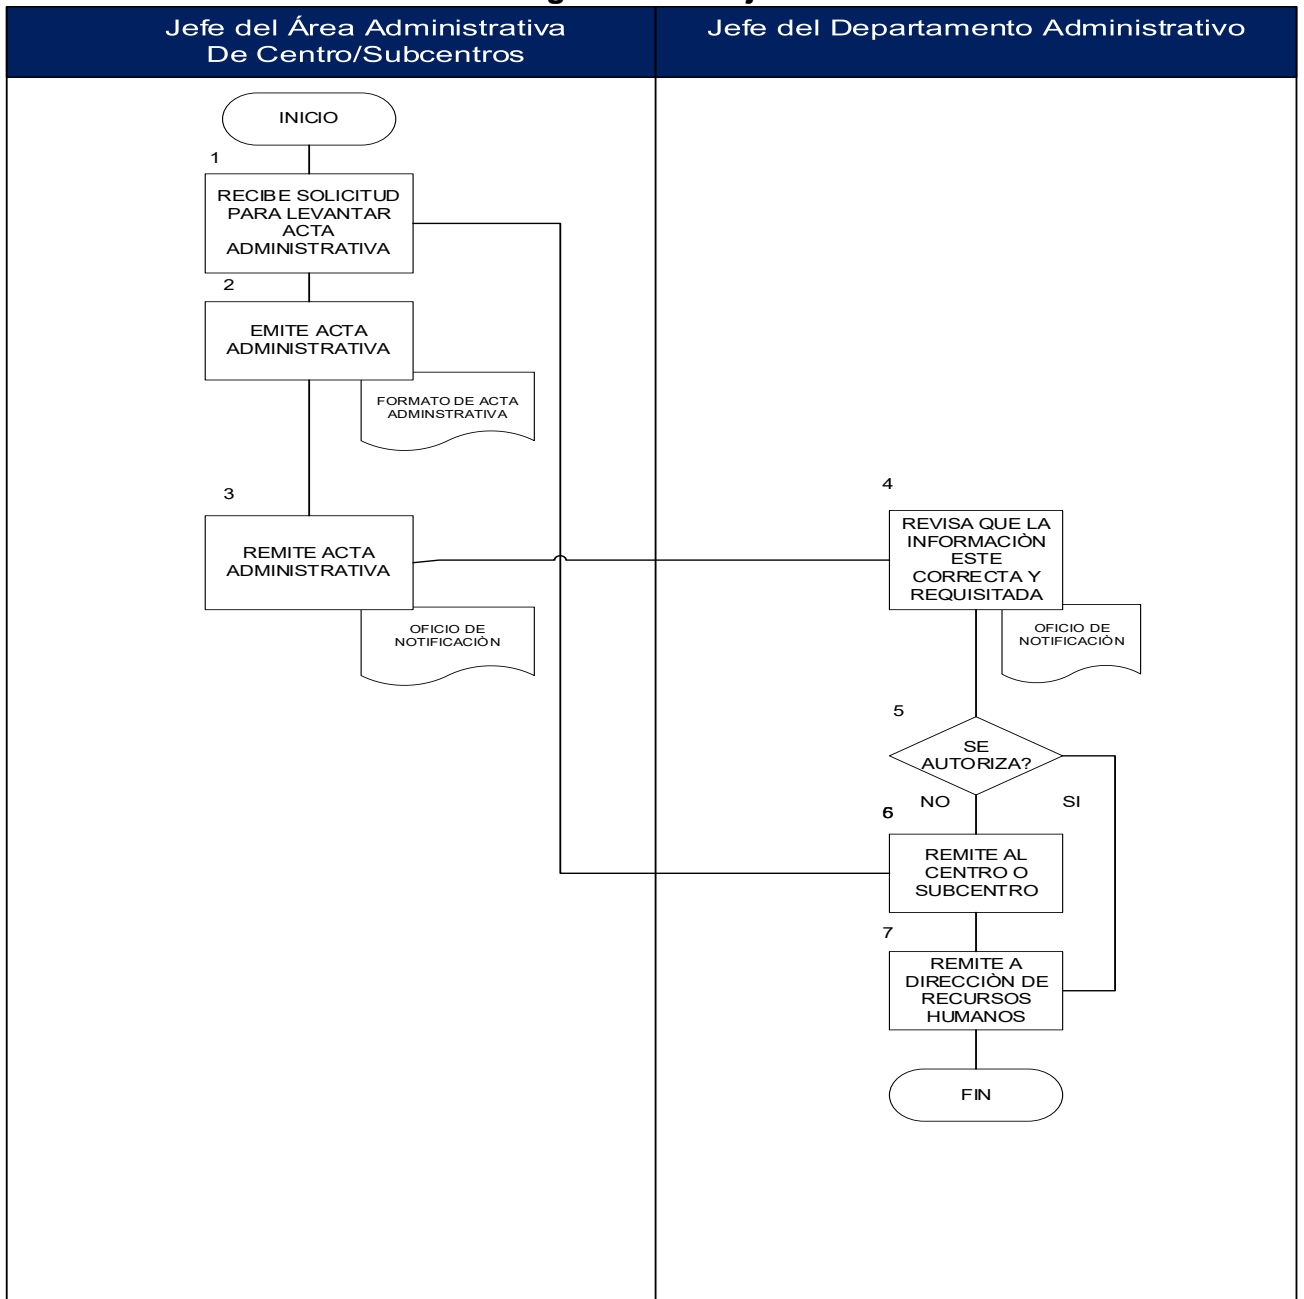 Jefe del Área Administrativa
De Centro/Subcentros
Jefe del Departamento Administrativo
INICIO
1
RECIBE SOLICITUD
PARA LEVANTAR
ACTA
ADMINISTRATIVA
2
EMITE ACTA
ADMINISTRATIVA
FORMATO DE ACTA
ADMINSTRATIVA
3
REMITE ACTA
ADMINISTRATIVA
OFICIO DE
NOTIFICACIÒN
4
REVISA QUE LA
INFORMACIÒN
ESTE
CORRECTA Y
REQUISITADA
OFICIO DE
NOTIFICACIÒN
5
SE
AUTORIZA?
NO
SI
6
REMITE AL
CENTRO O
SUBCENTRO
7
REMITE A
DIRECCIÒN DE
RECURSOS
HUMANOS
FIN